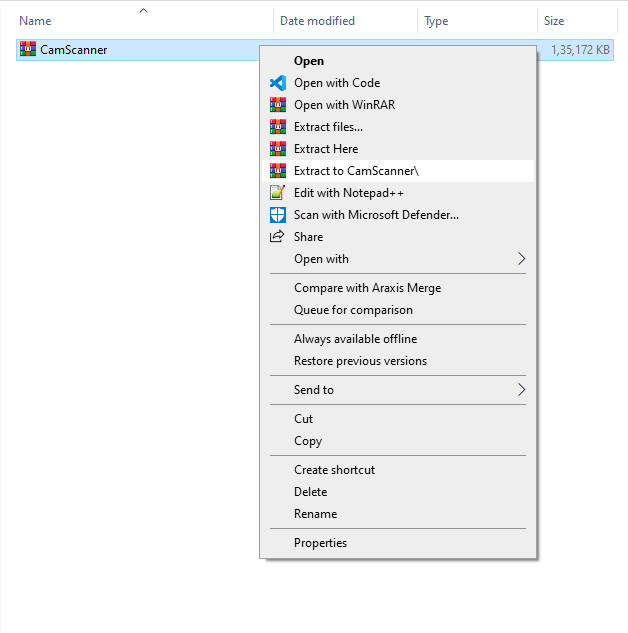 Name Date modified Type Size
CamScanner 1,35,172 KB
Open
Open with Code
Open with WinRAR
Extract files...
Extract Here
Extract to CamScanner\
Edit with Notepad++
Scan with Microsoft Defender...
Share
Open with
Compare with Araxis Merge
Queue for comparison
Always available offline
Restore previous versions
Send to
Cut
Copy
Create shortcut
Delete
Rename
Properties